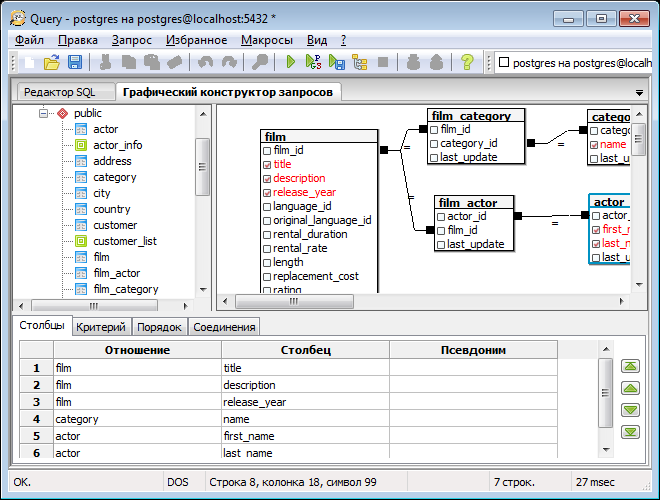 Query - postgres на postgres@localhost:5432 *
Файл Правка Запрос Избранное Макросы Вид ?
postgres на postgres@localh
Редактор SQL Графический конструктор запросов
public
actor
actor_info
address
category
city
country
customer
customer_list
film
film_actor
film_category
film
film_id
title
description
release_year
language_id
original_language_id
rental_duration
rental_rate
length
replacement_cost
rating
film_category
film_id
category_id
last_update
=
=
catego
catego
name
last_u
film_actor
actor_id
film_id
last_update
=
=
actor
actor_
first_n
last_n
last_u
Столбцы Критерий Порядок Соединения
Отношение Столбец Псевдоним
1 film title
2 film description
3 film release_year
4 category name
5 actor first_name
6 actor last_name
OK. DOS Строка 8, колонка 18, символ 99 7 строк. 27 msec